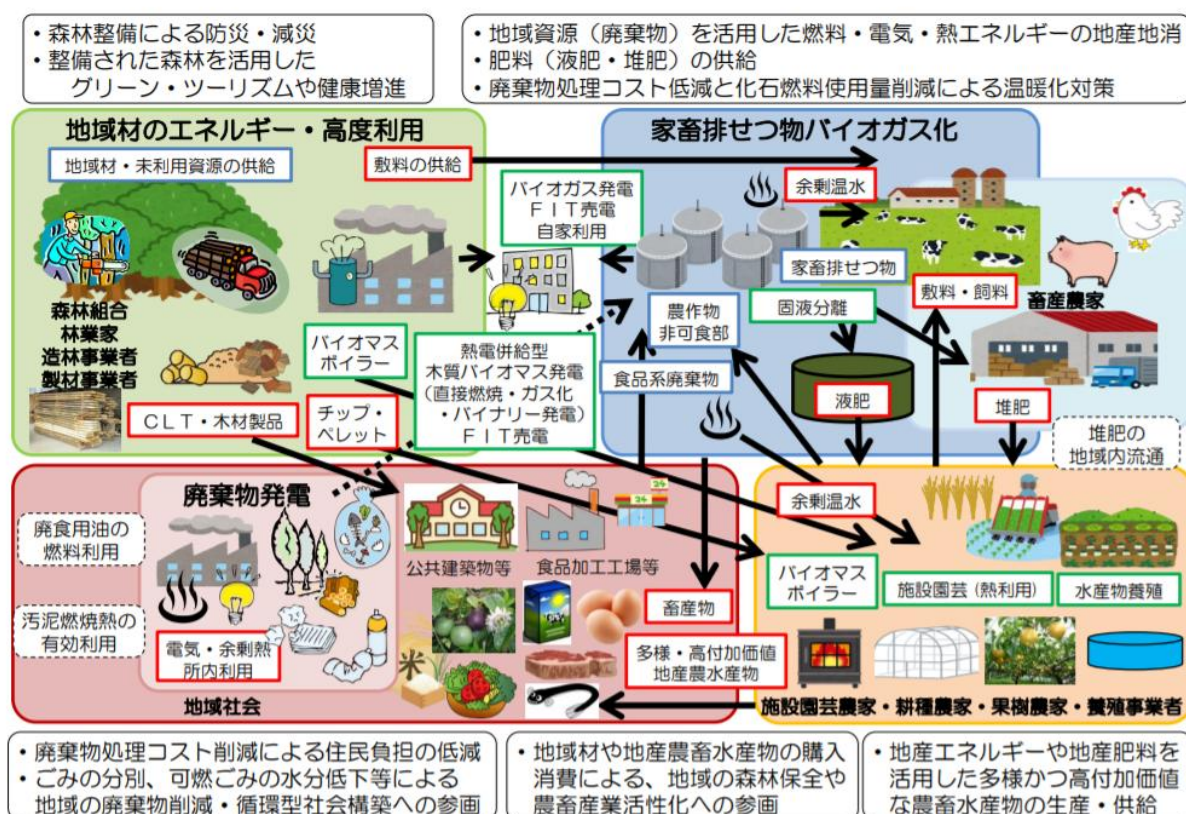 ・森林整備による防災・減災
・整備された森林を活用した
グリーン・ツーリズムや健康増進
・地域資源（廃棄物）を活用した燃料・電気・熱エネルギーの地産地消
・肥料（液肥・堆肥）の供給
・廃棄物処理コスト低減と化石燃料使用量削減による温暖化対策
地域材のエネルギー・高度利用
地域材・未利用資源の供給
敷料の供給
森林組合
林業家
造林事業者
製材事業者
バイオマス
ボイラー
CLT・木材製品
チップ・
ペレット
バイオガス発電
FIT売電
自家利用
熱電併給型
木質バイオマス発電
（直接燃焼・ガス化
・バイナリー発電）
FIT売電
家畜排せつ物バイオガス化
余剰温水
家畜排せつ物
農作物
非可食部
固液分離
敷料・飼料
畜産農家
食品系廃棄物
液肥
堆肥
堆肥の
地域内流通
廃棄物発電
廃食用油の
燃料利用
汚泥燃焼熱の
有効利用
電気・余剰熱
所内利用
地域社会
公共建築物等
食品加工工場等
24
米
畜産物
多様・高付加価値
地産農水産物
余剰温水
バイオマス
ボイラー
施設園芸（熱利用）
水産物養殖
施設園芸農家・耕種農家・果樹農家・養殖事業者
・廃棄物処理コスト削減による住民負担の低減
・ごみの分別、可燃ごみの水分低下等による
地域の廃棄物削減・循環型社会構築への参画
・地域材や地産農畜水産物の購入
消費による、地域の森林保全や
農畜産業活性化への参画
・地産エネルギーや地産肥料を
活用した多様かつ高付加価値
な農畜水産物の生産・供給